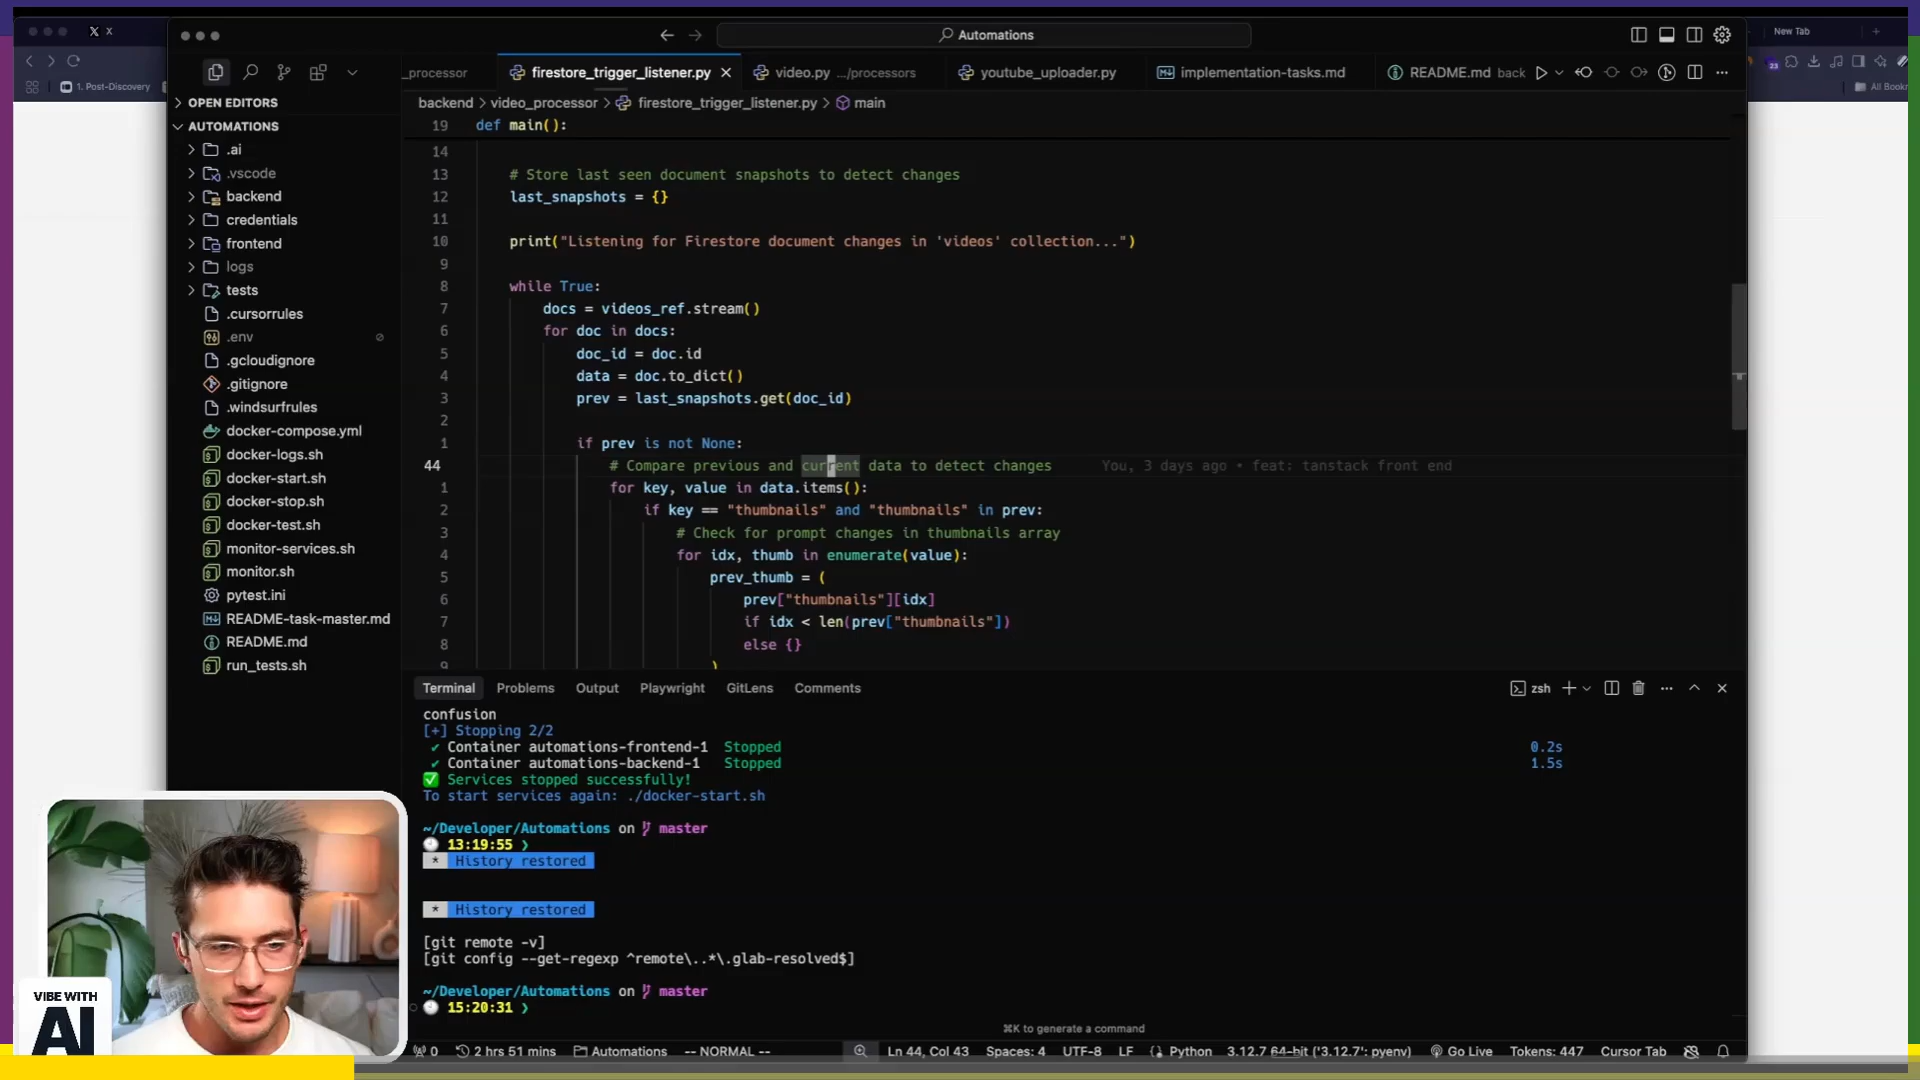 X x
New Tab
1. Post-Discovery
All Book
Automations
_processor
firestore_trigger_listener.py
video.py .../processors
youtube_uploader.py
implementation-tasks.md
README.md back
OPEN EDITORS
AUTOMATIONS
.ai
.vscode
backend
credentials
frontend
logs
tests
.cursorrules
.env
.gcloudignore
.gitignore
.windsurfrules
docker-compose.yml
docker-logs.sh
docker-start.sh
docker-stop.sh
docker-test.sh
monitor-services.sh
monitor.sh
pytest.ini
README-task-master.md
README.md
run_tests.sh
backend > video_processor > firestore_trigger_listener.py > main
19 def main():
14
13 # Store last seen document snapshots to detect changes
12 last_snapshots = {}
11
10 print("Listening for Firestore document changes in 'videos' collection...")
9
8 while True:
7 docs = videos_ref.stream()
6 for doc in docs:
5 doc_id = doc.id
4 data = doc.to_dict()
3 prev = last_snapshots.get(doc_id)
2
1 if prev is not None:
44 # Compare previous and current data to detect changes You, 3 days ago • feat: tanstack front end
1 for key, value in data.items():
2 if key == "thumbnails" and "thumbnails" in prev:
3 # Check for prompt changes in thumbnails array
4 for idx, thumb in enumerate(value):
5 prev_thumb = (
6 prev["thumbnails"][idx]
7 if idx < len(prev["thumbnails"])
8 else {}
9 )
Terminal Problems Output Playwright GitLens Comments
zsh
confusion
[+] Stopping 2/2
✔ Container automations-frontend-1 Stopped 0.2s
✔ Container automations-backend-1 Stopped 1.5s
✅ Services stopped successfully!
To start services again: ./docker-start.sh
~/Developer/Automations on master
13:19:55 ❯
* History restored
* History restored
[git remote -v]
[git config --get-regexp ^remote\..*\.glab-resolved$]
~/Developer/Automations on master
15:20:31 ❯
⌘K to generate a command
0 2 hrs 51 mins Automations -- NORMAL -- Ln 44, Col 43 Spaces: 4 UTF-8 LF Python 3.12.7 64-bit ('3.12.7': pyenv) Go Live Tokens: 447 Cursor Tab
VIBE WITH
AI